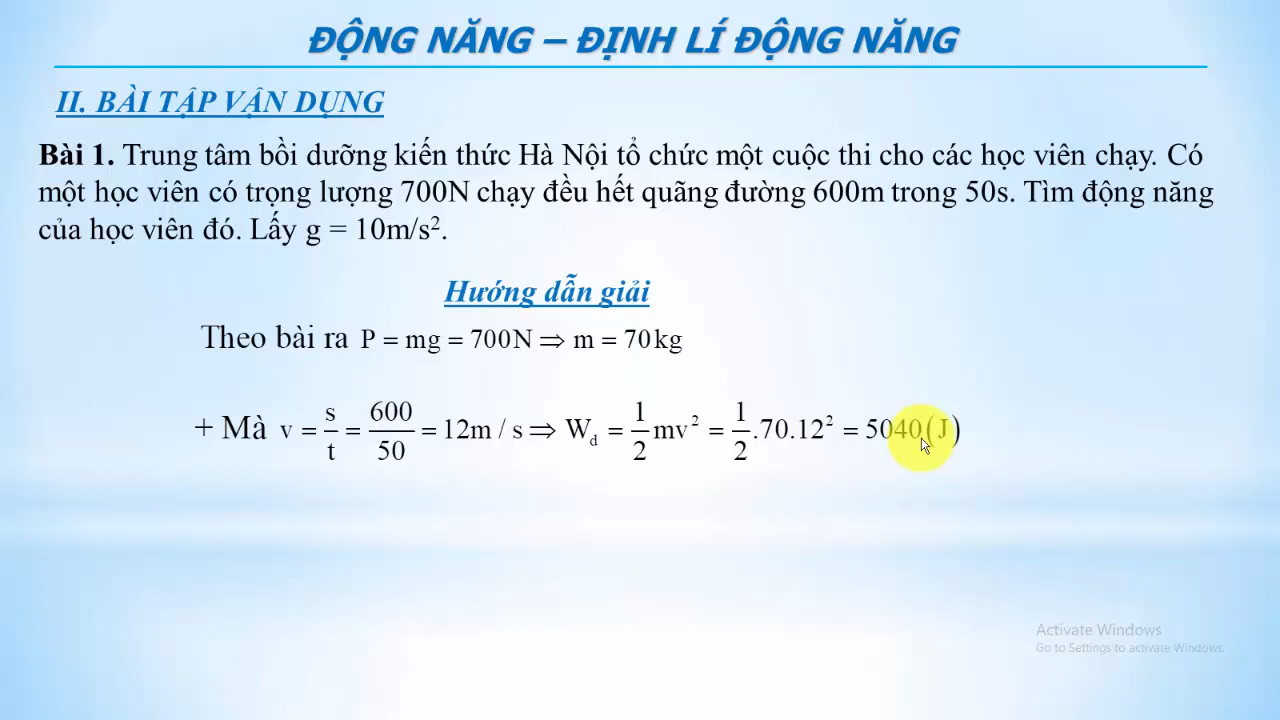 ĐỘNG NĂNG – ĐỊNH LÍ ĐỘNG NĂNG
II. BÀI TẬP VẬN DỤNG
Bài 1. Trung tâm bồi dưỡng kiến thức Hà Nội tổ chức một cuộc thi cho các học viên chạy. Có
một học viên có trọng lượng 700N chạy đều hết quãng đường 600m trong 50s. Tìm động năng
của học viên đó. Lấy g = 10m/s².
Hướng dẫn giải
Theo bài ra P = mg = 700N ⇒ m = 70kg
+ Mà v = s/t = 600/50 = 12m / s ⇒ W_d = 1/2 mv² = 1/2 .70.12² = 5040(J)
Activate Windows
Go to Settings to activate Windows.